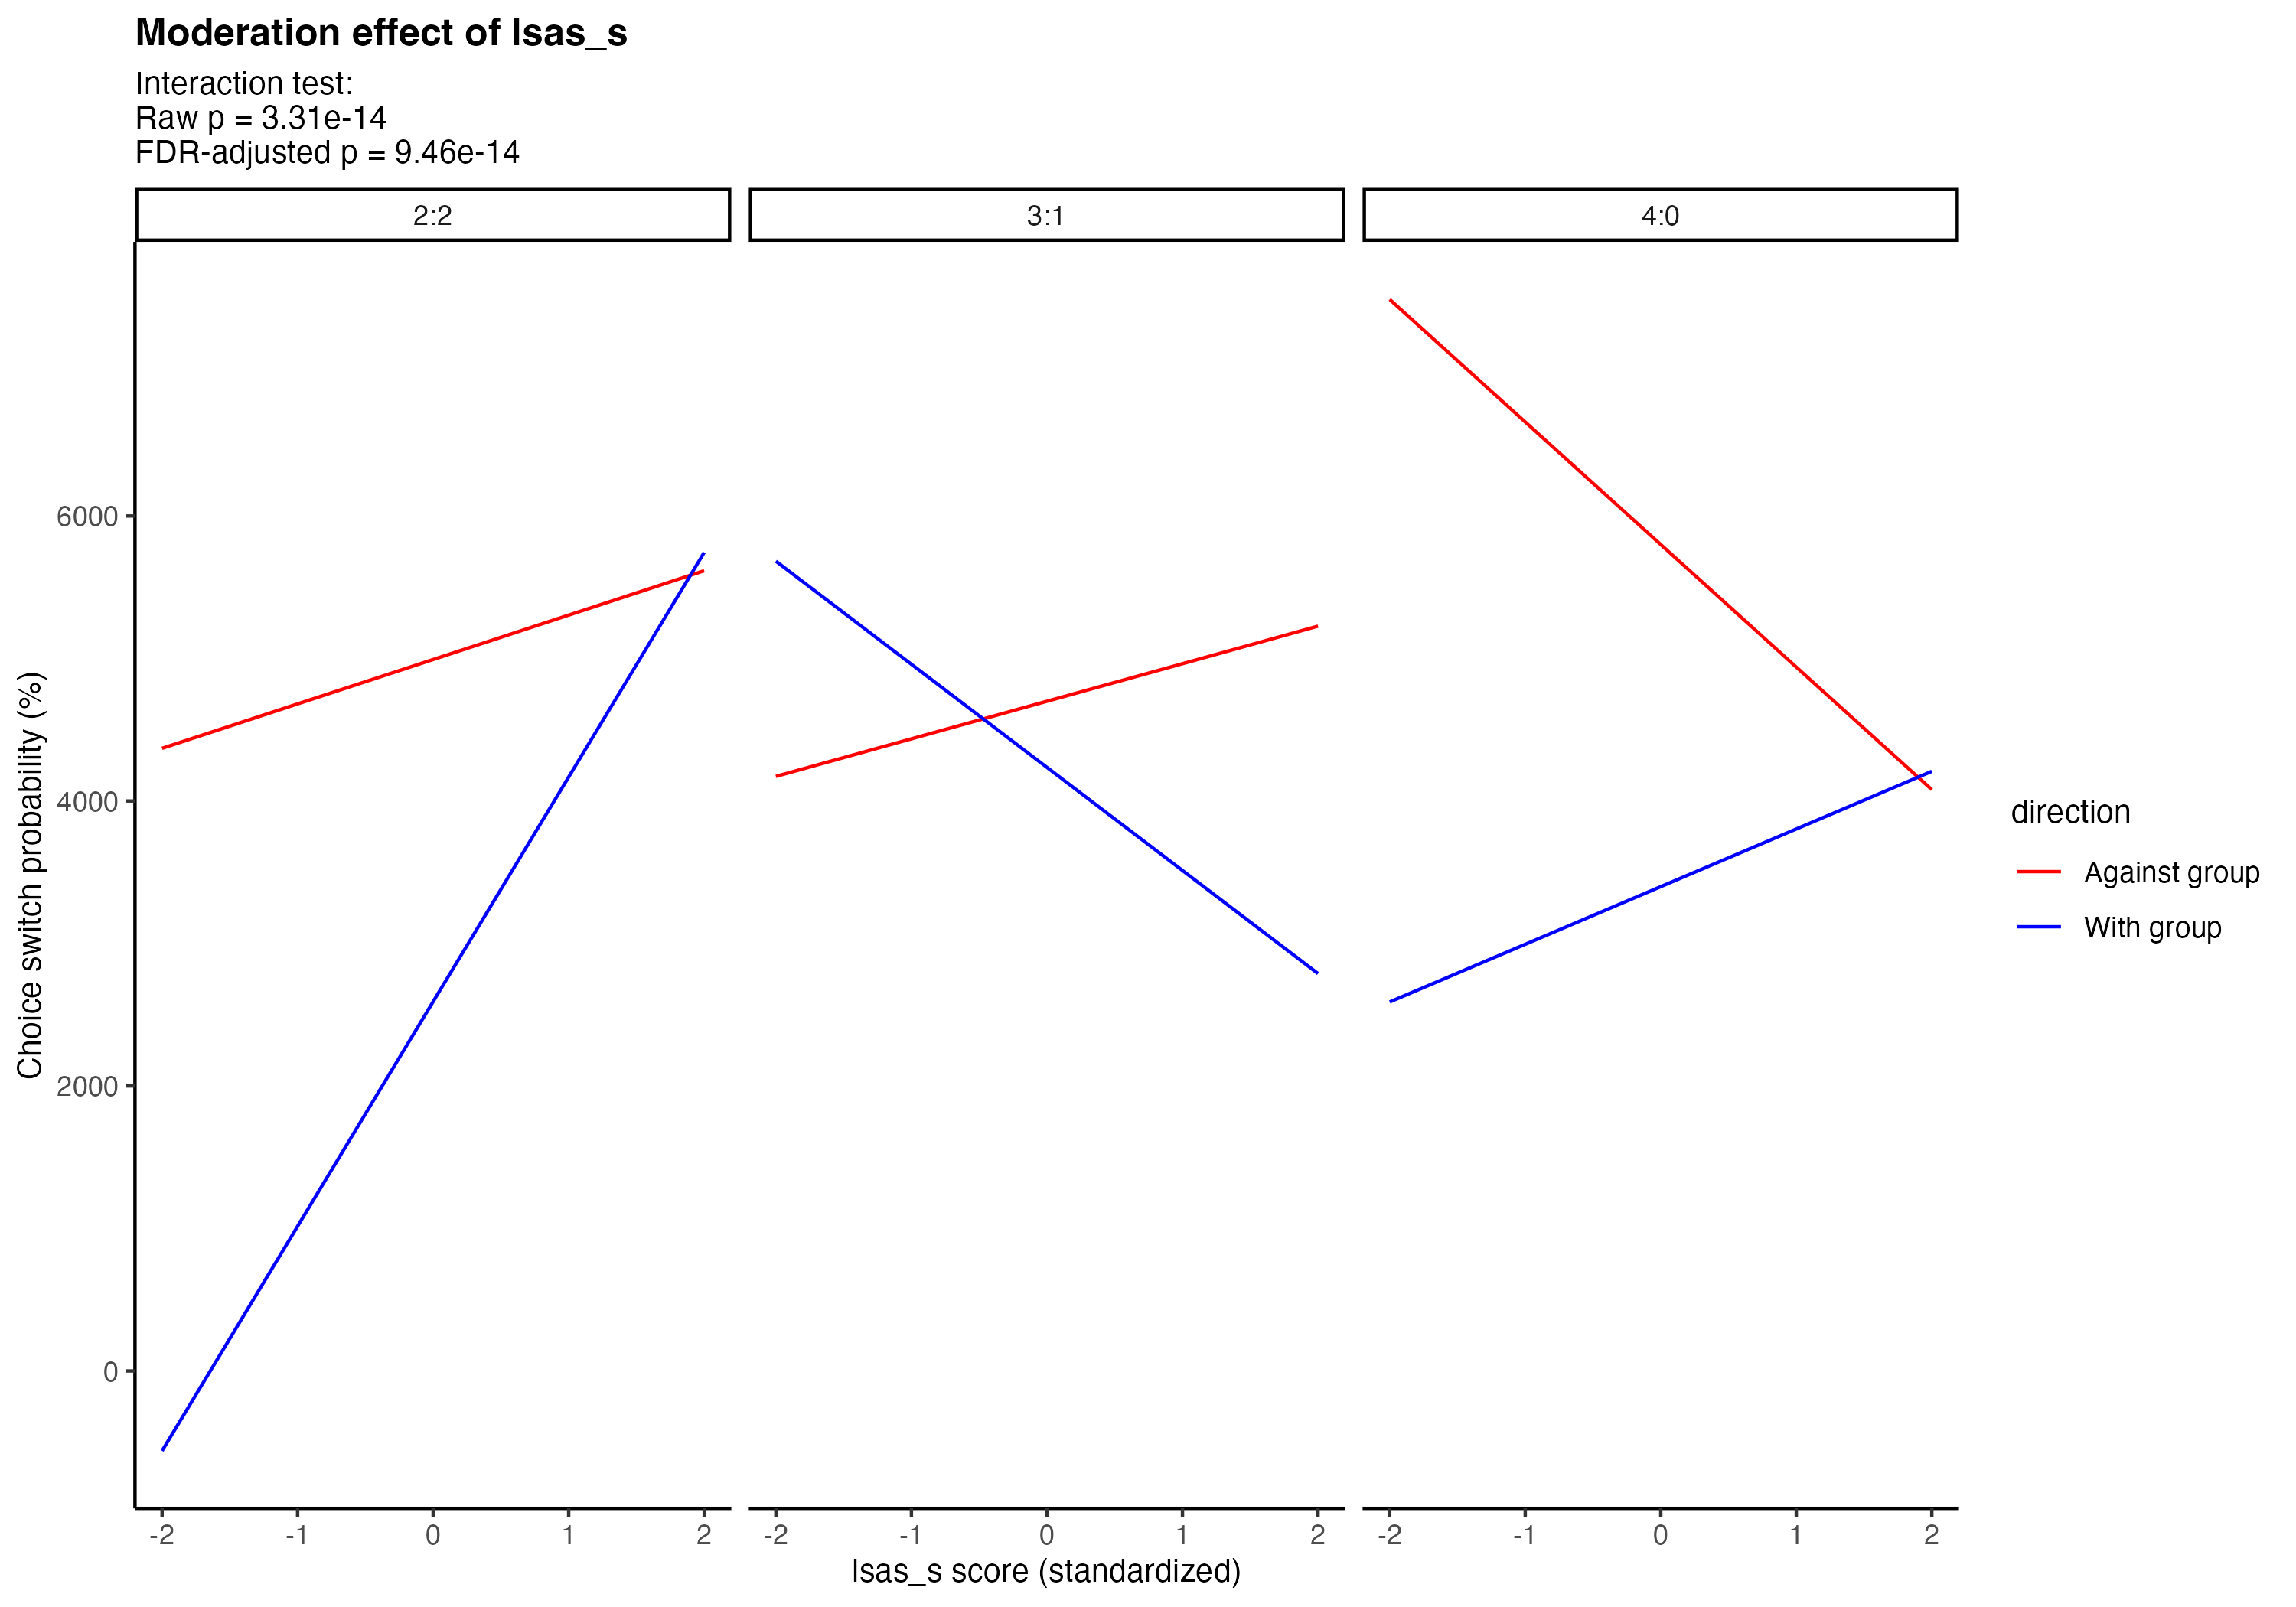 Moderation effect of lsas_s
Interaction test:
Raw p = 3.31e-14
FDR-adjusted p = 9.46e-14
2:2
3:1
4:0
Choice switch probability (%)
6000
4000
2000
0
-2 -1 0 1 2
-2 -1 0 1 2
-2 -1 0 1 2
lsas_s score (standardized)
direction
Against group
With group